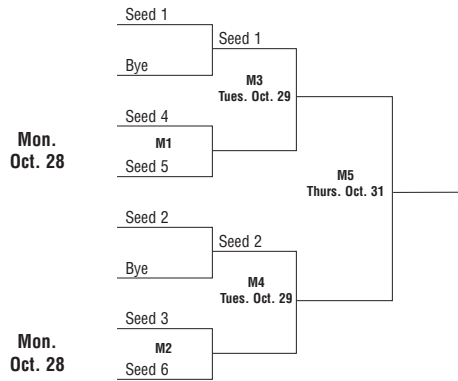 Seed 1
Seed 1
Bye
M3
Tues. Oct. 29
Seed 4
Mon.
Oct. 28
M1
Seed 5
M5
Thurs. Oct. 31
Seed 2
Seed 2
Bye
M4
Tues. Oct. 29
Seed 3
Mon.
Oct. 28
M2
Seed 6